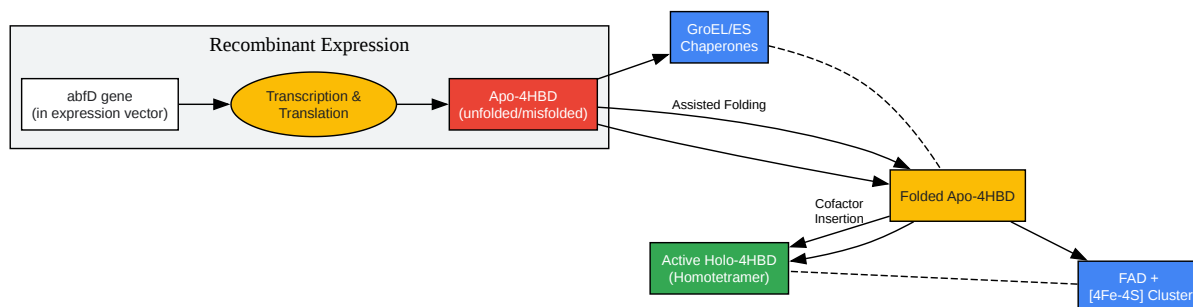 Recombinant Expression
abfD gene
(in expression vector)
Transcription &
Translation
Apo-4HBD
(unfolded/misfolded)
GroEL/ES
Chaperones
Assisted Folding
Folded Apo-4HBD
Cofactor
Insertion
Active Holo-4HBD
(Homotetramer)
FAD +
[4Fe-4S] Cluster